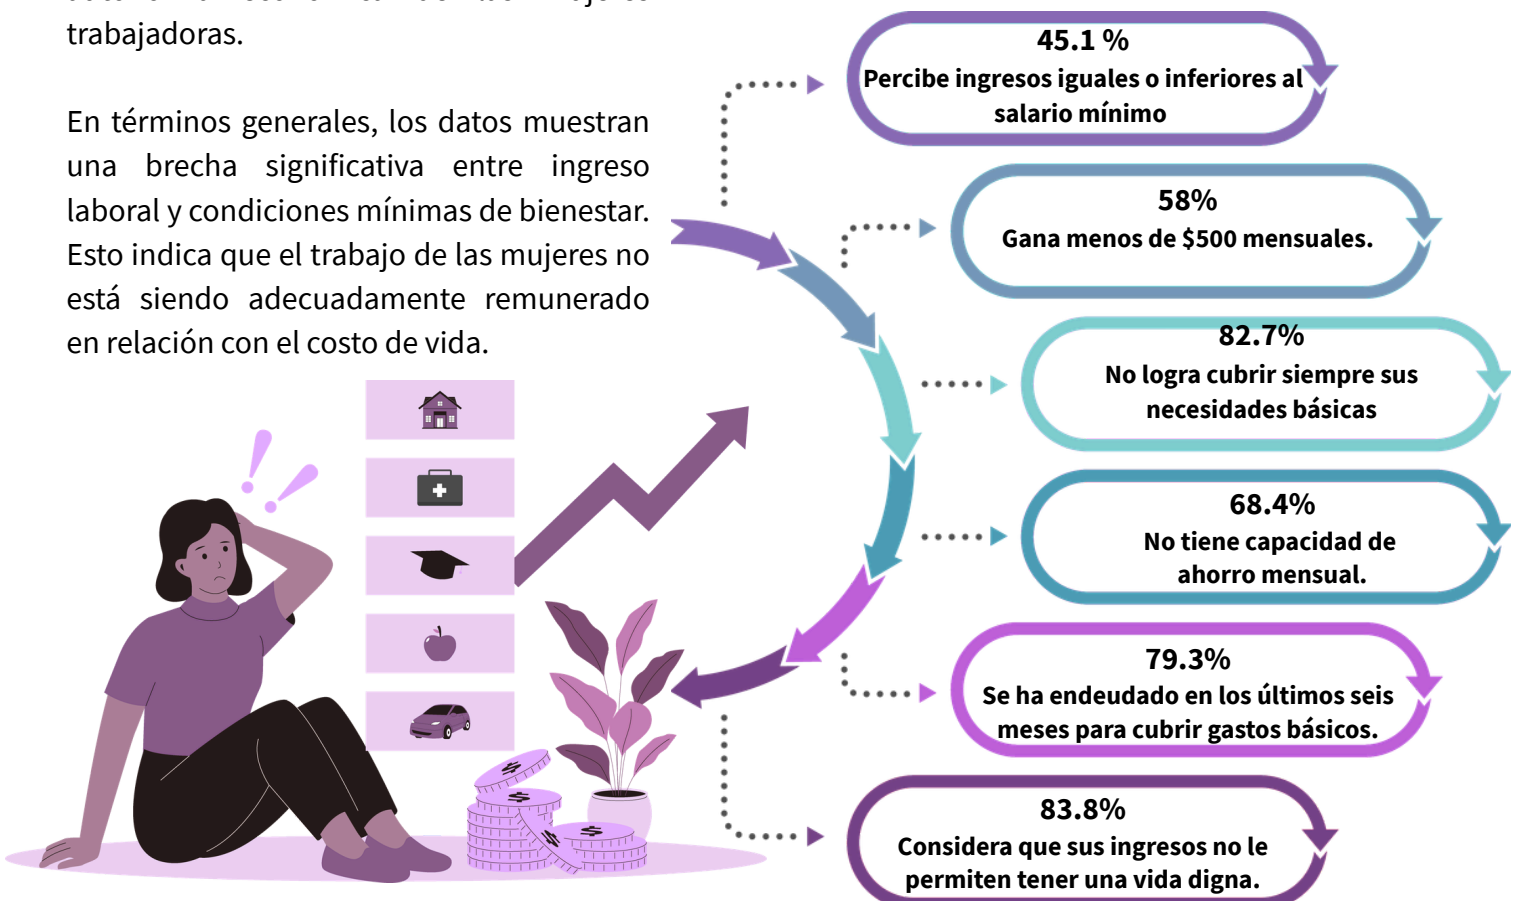 trabajadoras.
En términos generales, los datos muestran
una brecha significativa entre ingreso
laboral y condiciones mínimas de bienestar.
Esto indica que el trabajo de las mujeres no
está siendo adecuadamente remunerado
en relación con el costo de vida.
45.1 %
Percibe ingresos iguales o inferiores al
salario mínimo
58%
Gana menos de $500 mensuales.
82.7%
No logra cubrir siempre sus
necesidades básicas
68.4%
No tiene capacidad de
ahorro mensual.
79.3%
Se ha endeudado en los últimos seis
meses para cubrir gastos básicos.
83.8%
Considera que sus ingresos no le
permiten tener una vida digna.